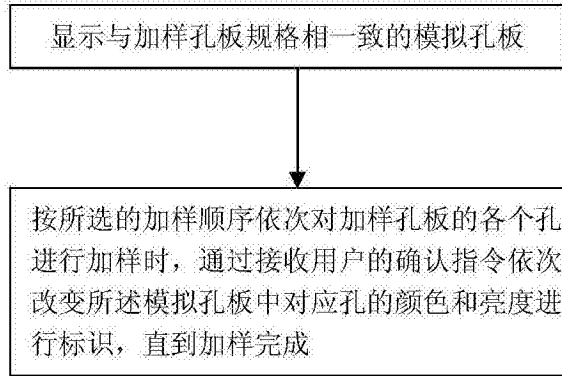 显示与加样孔板规格相一致的模拟孔板
按所选的加样顺序依次对加样孔板的各个孔
进行加样时，通过接收用户的确认指令依次
改变所述模拟孔板中对应孔的颜色和亮度进
行标识，直到加样完成